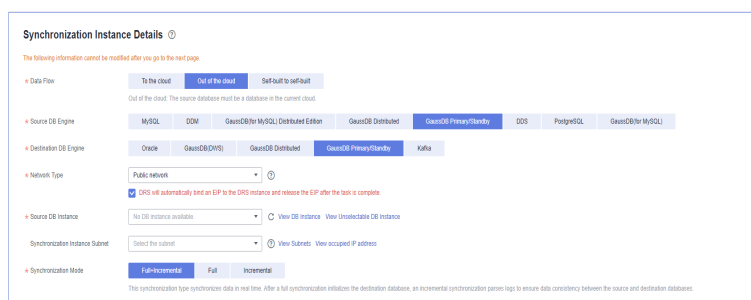 Synchronization Instance Details ?
The following information cannot be modified after you go to the next page.
* Data Flow To the cloud Out of the cloud Self-built to self-built
Out of the cloud: The source database must be a database in the current cloud.
* Source DB Engine MySQL DDM GaussDB(for MySQL) Distributed Edition GaussDB Distributed GaussDB Primary/Standby DDS PostgreSQL GaussDB(for MySQL)
* Destination DB Engine Oracle GaussDB(DWS) GaussDB Distributed GaussDB Primary/Standby Kafka
* Network Type Public network ?
DRS will automatically bind an EIP to the DRS instance and release the EIP after the task is complete.
* Source DB Instance No DB instance available. View DB Instance View Unselectable DB Instance
Synchronization Instance Subnet Select the subnet ? View Subnets View occupied IP address
* Synchronization Mode Full+Incremental Full Incremental
This synchronization type synchronizes data in real time. After a full synchronization initializes the destination database, an incremental synchronization parses logs to ensure data consistency between the source and destination databases.